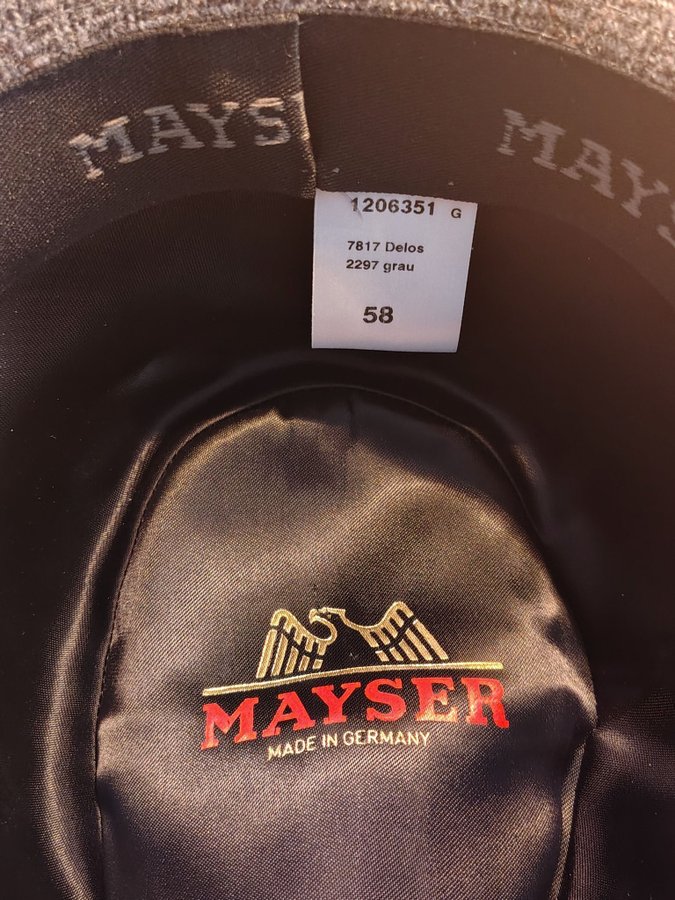 MAYS
MAYS
1206351 G
7817 Delos
2297 grau
58
MAYSER
MADE IN GERMANY